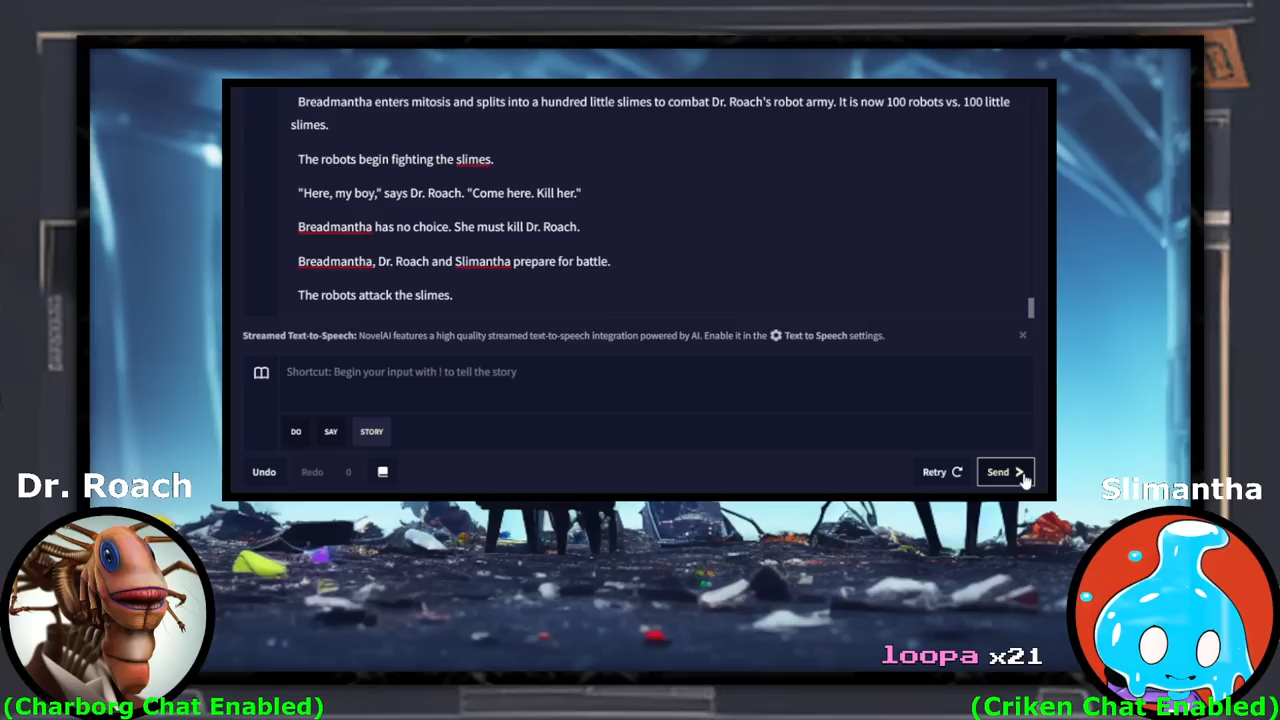 Breadmantha enters mitosis and splits into a hundred little slimes to combat Dr. Roach's robot army. It is now 100 robots vs. 100 little
slimes.
The robots begin fighting the slimes.
"Here, my boy," says Dr. Roach. "Come here. Kill her."
Breadmantha has no choice. She must kill Dr. Roach.
Breadmantha, Dr. Roach and Slimantha prepare for battle.
The robots attack the slimes.
Streamed Text-to-Speech: NovelAI features a high quality streamed text-to-speech integration powered by AI. Enable it in the Text to Speech settings.
Shortcut: Begin your input with ! to tell the story
DO SAY STORY
Undo Redo 0 Retry Send
Dr. Roach
Slimantha
loopa x21
(Charborg Chat Enabled)
(Criken Chat Enabled)